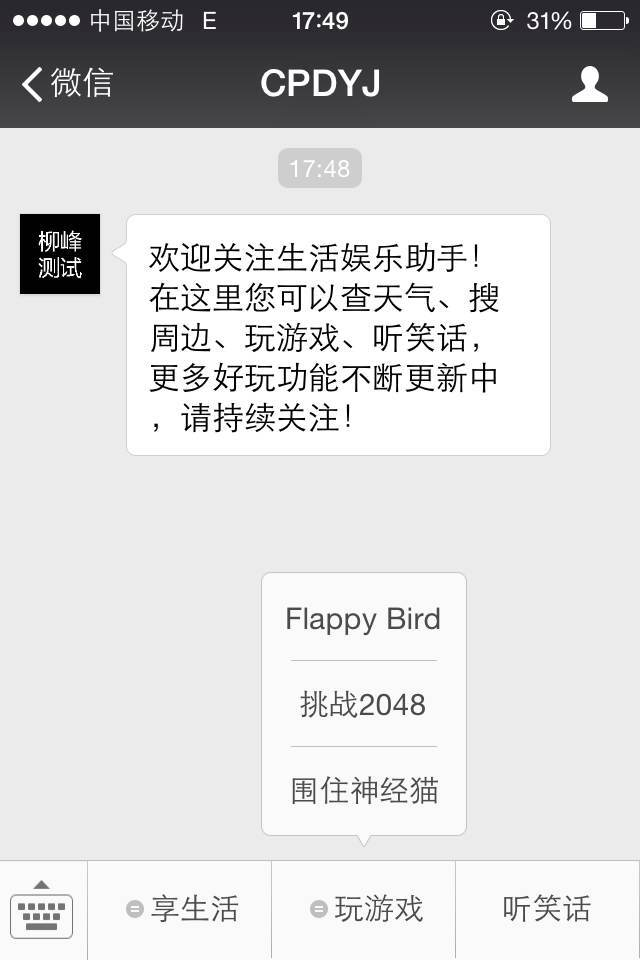 中国移动 E 17:49 31%
微信 CPDYJ
17:48
柳峰
测试
欢迎关注生活娱乐助手！
在这里您可以查天气、搜
周边、玩游戏、听笑话，
更多好玩功能不断更新中
，请持续关注！
Flappy Bird
挑战2048
围住神经猫
享生活 玩游戏 听笑话